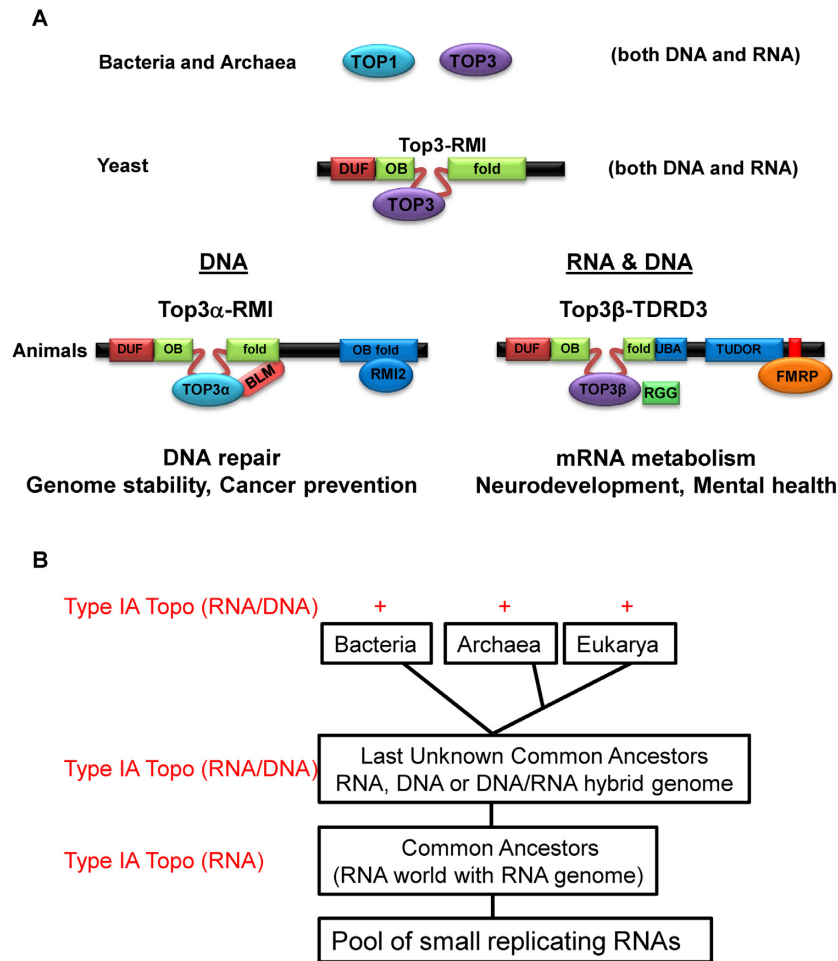 A
Bacteria and Archaea TOP1 TOP3 (both DNA and RNA)
Top3-RMI
Yeast DUF OB fold (both DNA and RNA)
TOP3
DNA RNA & DNA
Top3α-RMI Top3β-TDRD3
Animals DUF OB fold OB fold DUF OB fold UBA TUDOR
TOP3α BLM RMI2 TOP3β RGG FMRP
DNA repair mRNA metabolism
Genome stability, Cancer prevention Neurodevelopment, Mental health
B
Type IA Topo (RNA/DNA) + + +
Bacteria Archaea Eukarya
Last Unknown Common Ancestors
Type IA Topo (RNA/DNA) RNA, DNA or DNA/RNA hybrid genome
Common Ancestors
Type IA Topo (RNA) (RNA world with RNA genome)
Pool of small replicating RNAs